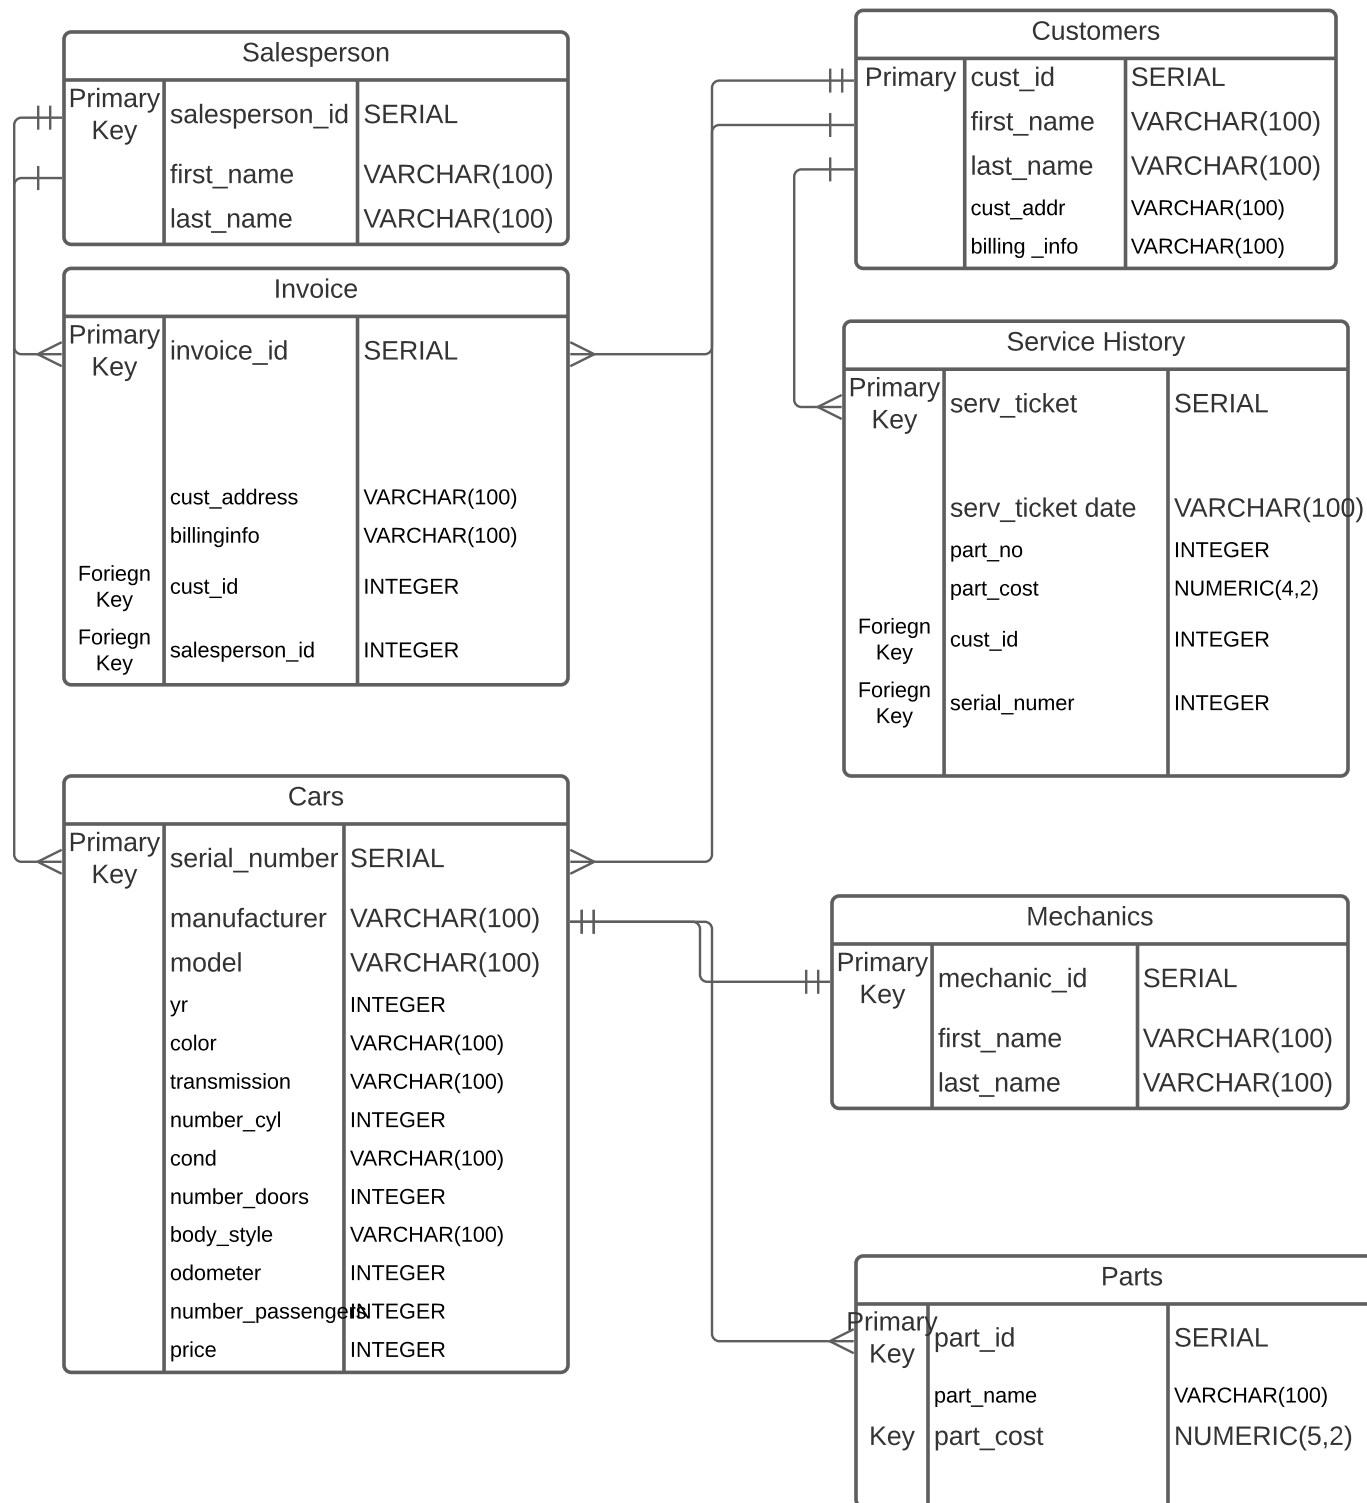 Salesperson
Primary
Key
salesperson_id SERIAL
first_name VARCHAR(100)
last_name VARCHAR(100)
Invoice
Primary
Key
invoice_id SERIAL
cust_address VARCHAR(100)
billinginfo VARCHAR(100)
Foriegn
Key
cust_id INTEGER
Foriegn
Key
salesperson_id INTEGER
Cars
Primary
Key
serial_number SERIAL
manufacturer VARCHAR(100)
model VARCHAR(100)
yr INTEGER
color VARCHAR(100)
transmission VARCHAR(100)
number_cyl INTEGER
cond VARCHAR(100)
number_doors INTEGER
body_style VARCHAR(100)
odometer INTEGER
number_passengers INTEGER
price INTEGER
Customers
Primary cust_id SERIAL
first_name VARCHAR(100)
last_name VARCHAR(100)
cust_addr VARCHAR(100)
billing _info VARCHAR(100)
Service History
Primary
Key
serv_ticket SERIAL
serv_ticket date VARCHAR(100)
part_no INTEGER
part_cost NUMERIC(4,2)
Foriegn
Key
cust_id INTEGER
Foriegn
Key
serial_numer INTEGER
Mechanics
Primary
Key
mechanic_id SERIAL
first_name VARCHAR(100)
last_name VARCHAR(100)
Parts
Primary
Key
part_id SERIAL
part_name VARCHAR(100)
Key part_cost NUMERIC(5,2)